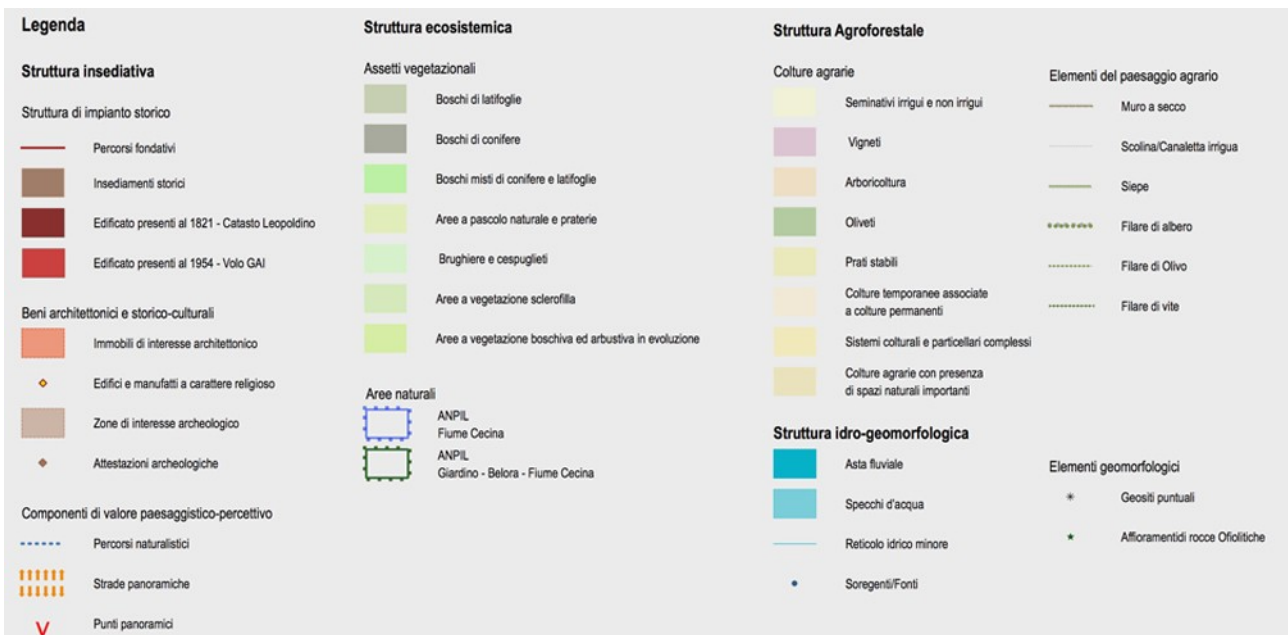 Legenda
Struttura insediativa
Struttura di impianto storico
Percorsi fondativi
Insediamenti storici
Edificato presenti al 1821 - Catasto Leopoldino
Edificato presenti al 1954 - Volo GAI
Beni architettonici e storico-culturali
Immobili di interesse architettonico
Edifici e manufatti a carattere religioso
Zone di interesse archeologico
Attestazioni archeologiche
Componenti di valore paesaggistico-percettivo
Percorsi naturalistici
Strade panoramiche
Punti panoramici
Struttura ecosistemica
Assetti vegetazionali
Boschi di latifoglie
Boschi di conifere
Boschi misti di conifere e latifoglie
Aree a pascolo naturale e praterie
Brughiere e cespuglieti
Aree a vegetazione sclerofilla
Aree a vegetazione boschiva ed arbustiva in evoluzione
Aree naturali
ANPIL
Fiume Cecina
ANPIL
Giardino - Belora - Fiume Cecina
Struttura Agroforestale
Colture agrarie
Seminativi irrigui e non irrigui
Vigneti
Arboricoltura
Oliveti
Prati stabili
Colture temporanee associate
a colture permanenti
Sistemi colturali e particellari complessi
Colture agrarie con presenza
di spazi naturali importanti
Elementi del paesaggio agrario
Muro a secco
Scolina/Canaletta irrigua
Siepe
Filare di albero
Filare di Olivo
Filare di vite
Struttura idro-geomorfologica
Asta fluviale
Specchi d'acqua
Reticolo idrico minore
Soregenti/Fonti
Elementi geomorfologici
Geositi puntuali
Affioramentidi rocce Ofiolitiche